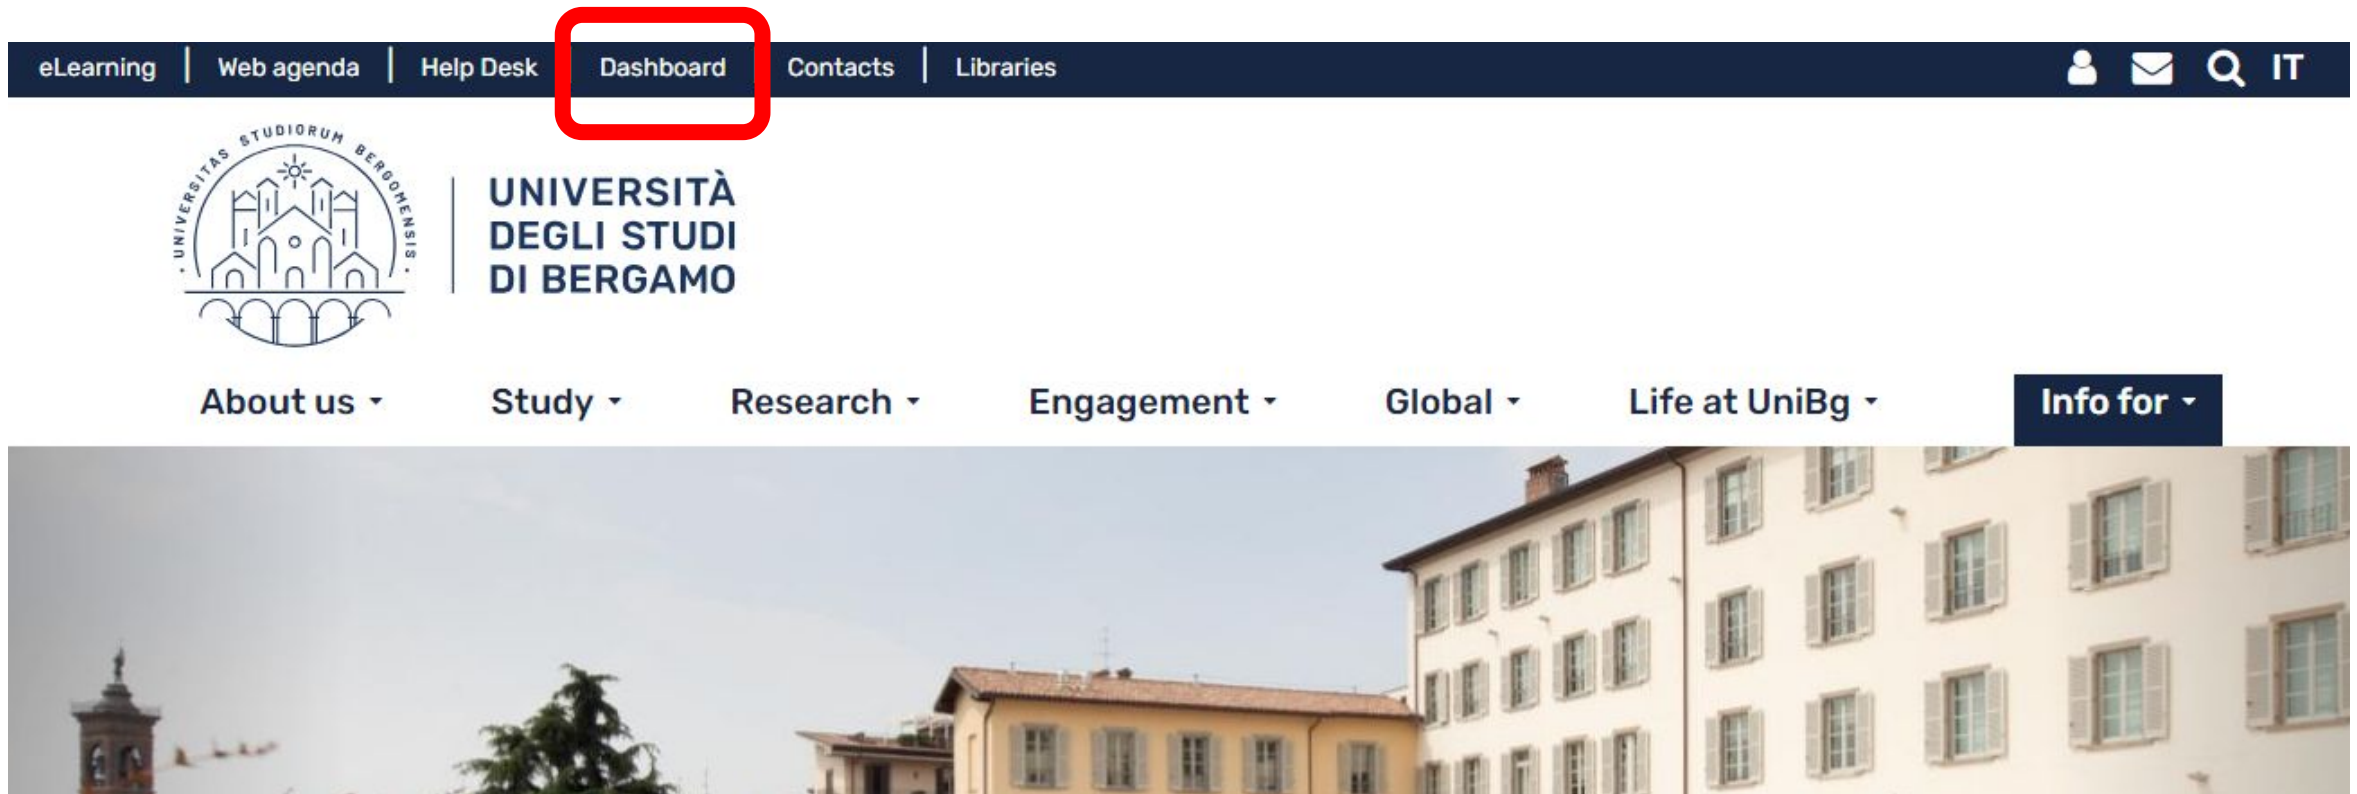 eLearning | Web agenda | Help Desk Dashboard Contacts | Libraries IT
· UNIVERSITAS STUDIORUM BERGOMENSIS ·
UNIVERSITÀ
DEGLI STUDI
DI BERGAMO
About us Study Research Engagement Global Life at UniBg Info for